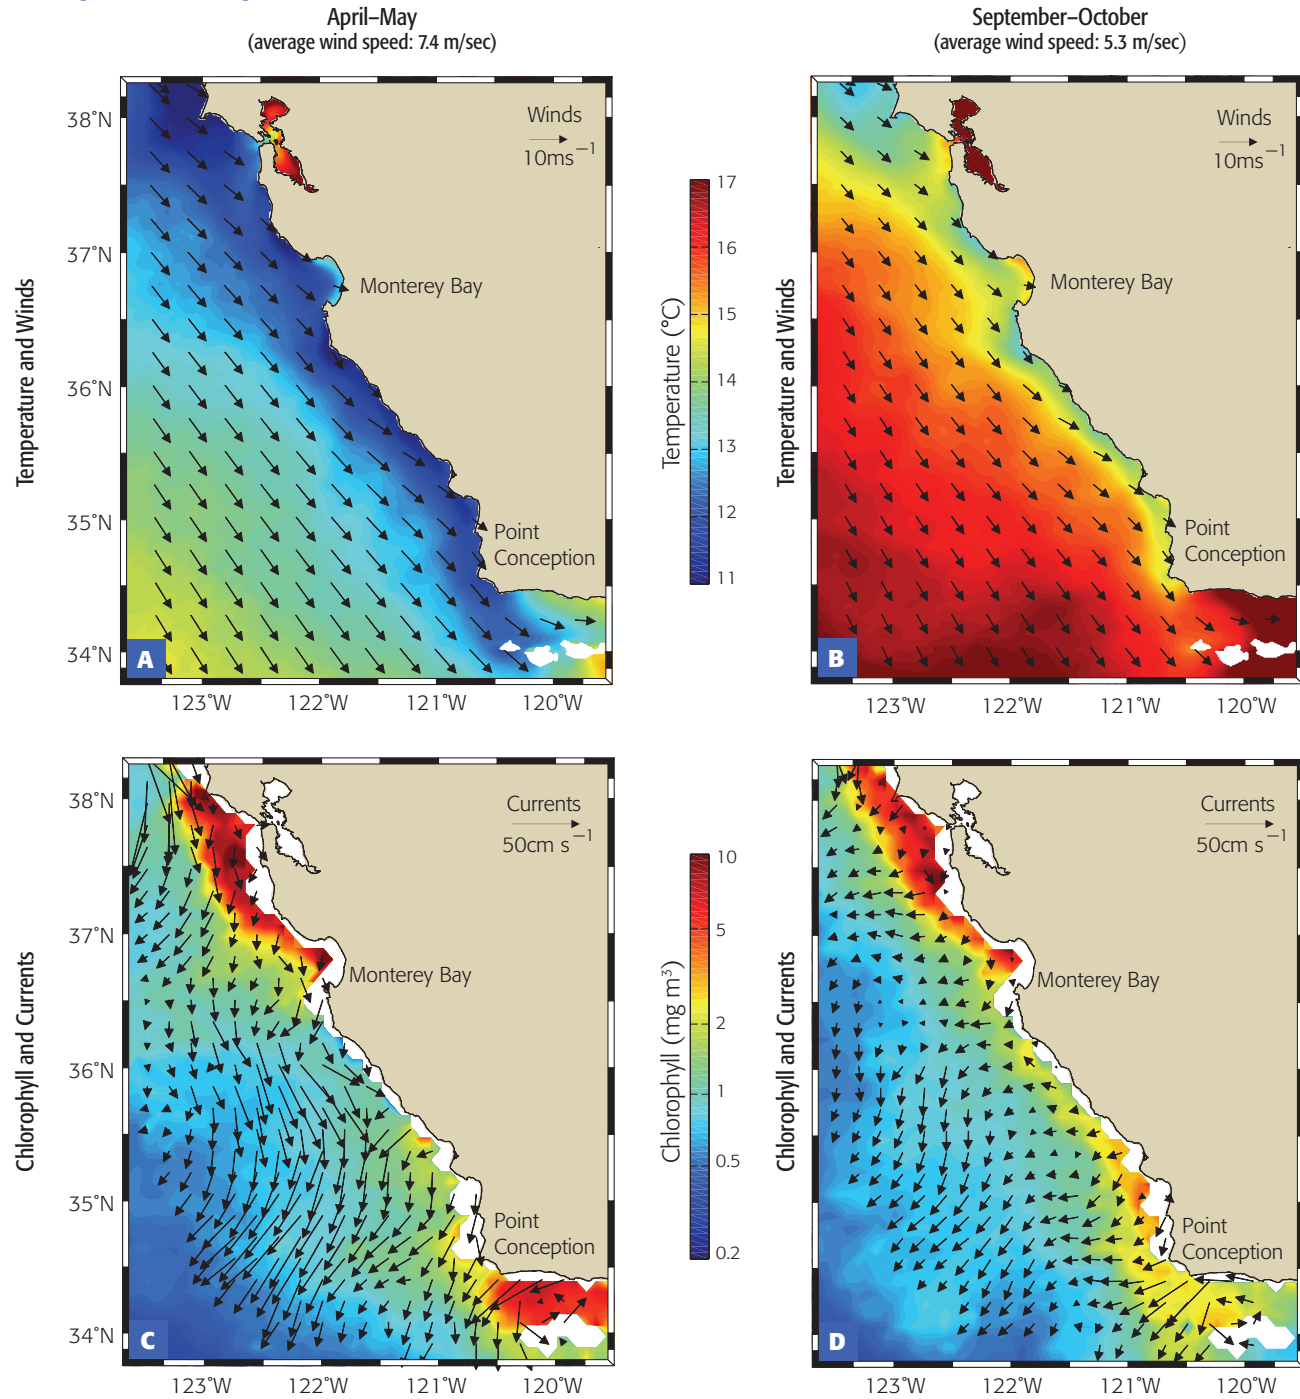 April–May
(average wind speed: 7.4 m/sec)
September–October
(average wind speed: 5.3 m/sec)
Temperature and Winds
38°N
37°N
36°N
35°N
34°N
Winds
10ms⁻¹
Monterey Bay
Point
Conception
A
123°W
122°W
121°W
120°W
Temperature (°C)
17
16
15
14
13
12
11
Temperature and Winds
Winds
10ms⁻¹
Monterey Bay
Point
Conception
B
123°W
122°W
121°W
120°W
Chlorophyll and Currents
38°N
37°N
36°N
35°N
34°N
Currents
50cm s⁻¹
Monterey Bay
Point
Conception
C
123°W
122°W
121°W
120°W
Chlorophyll (mg m³)
10
5
2
1
0.5
0.2
Chlorophyll and Currents
Currents
50cm s⁻¹
Monterey Bay
Point
Conception
D
123°W
122°W
121°W
120°W